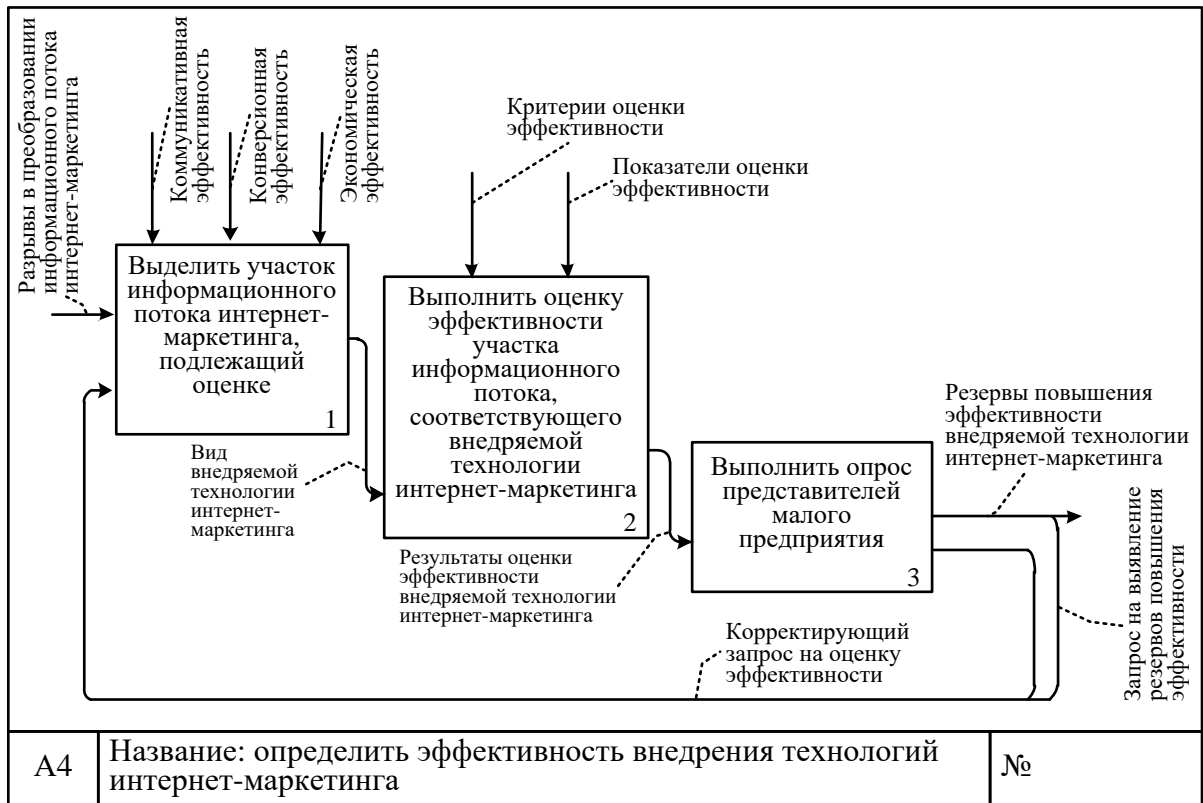 Разрывы в преобразовании
информационного потока
интернет-маркетинга
Коммуникативная
эффективность
Конверсионная
эффективность
Экономическая
эффективность
Критерии оценки
эффективности
Показатели оценки
эффективности
Выделить участок
информационного
потока интернет-
маркетинга,
подлежащий
оценке
1
Выполнить оценку
эффективности
участка
информационного
потока,
соответствующего
внедряемой
технологии
интернет-маркетинга
2
Вид
внедряемой
технологии
интернет-
маркетинга
Выполнить опрос
представителей
малого
предприятия
3
Результаты оценки
эффективности
внедряемой технологии
интернет-маркетинга
Резервы повышения
эффективности
внедряемой технологии
интернет-маркетинга
Запрос на выявление
резервов повышения
эффективности
Корректирующий
запрос на оценку
эффективности
А4
Название: определить эффективность внедрения технологий
интернет-маркетинга
№